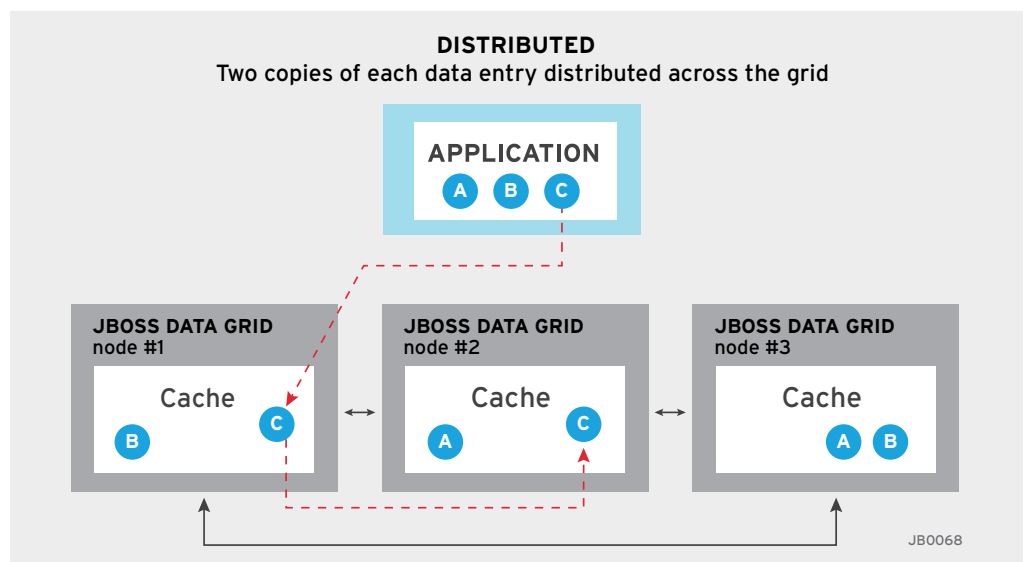 DISTRIBUTED
Two copies of each data entry distributed across the grid
APPLICATION
A B C
JBOSS DATA GRID
node #1
Cache
B
C
JBOSS DATA GRID
node #2
Cache
A
C
JBOSS DATA GRID
node #3
Cache
A B
JB0068